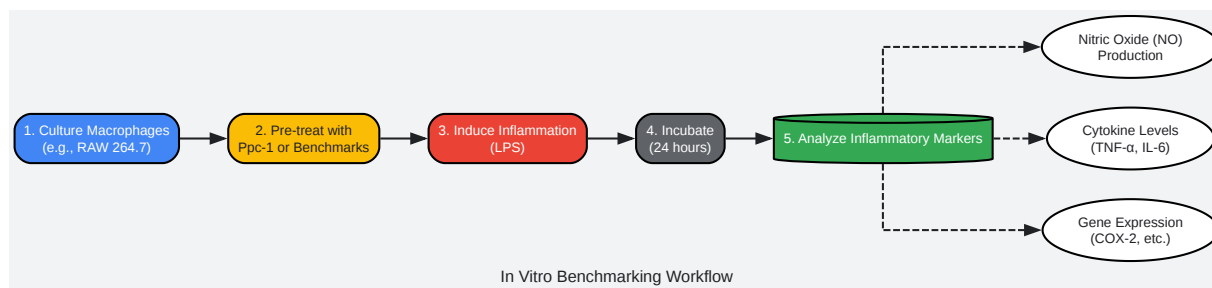 1. Culture Macrophages
(e.g., RAW 264.7)
2. Pre-treat with
Ppc-1 or Benchmarks
3. Induce Inflammation
(LPS)
4. Incubate
(24 hours)
5. Analyze Inflammatory Markers
Nitric Oxide (NO)
Production
Cytokine Levels
(TNF-α, IL-6)
Gene Expression
(COX-2, etc.)
In Vitro Benchmarking Workflow